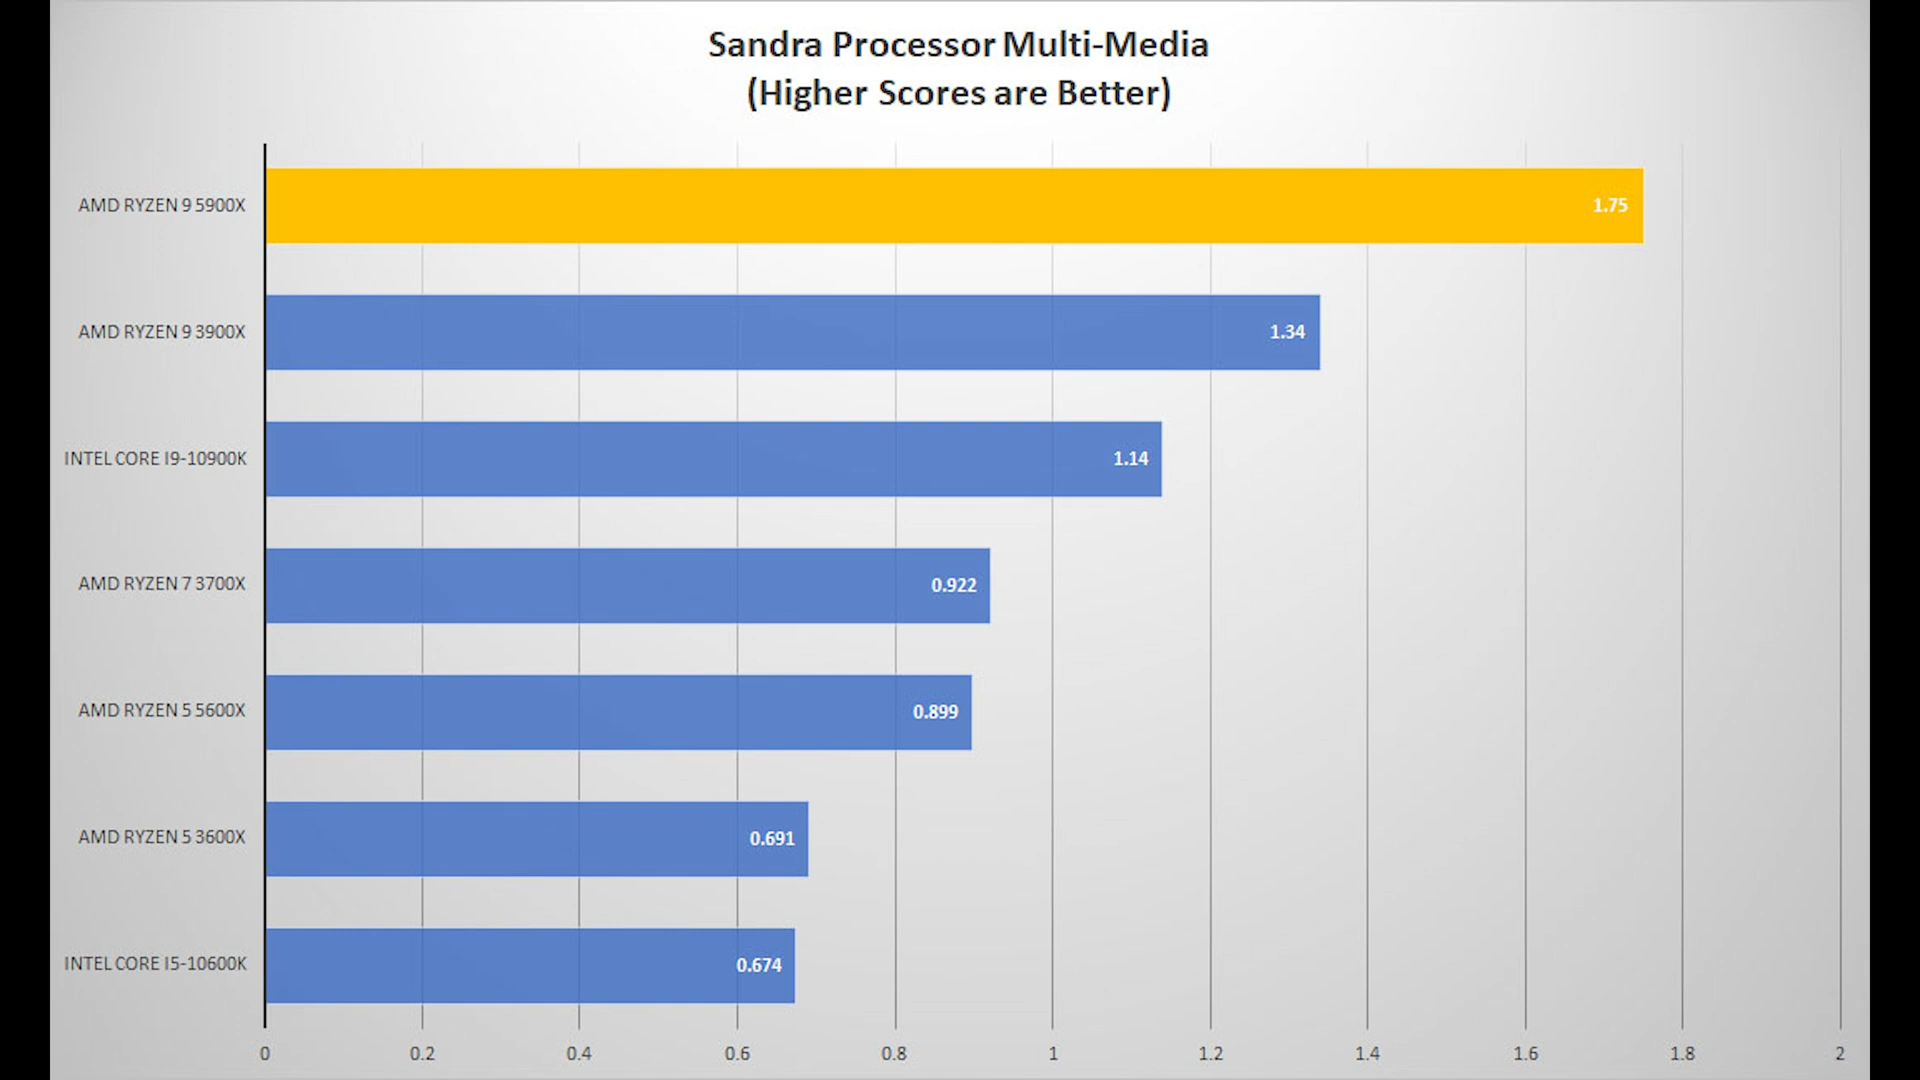 Sandra Processor Multi-Media
(Higher Scores are Better)
AMD RYZEN 9 5900X 1.75
AMD RYZEN 9 3900X 1.34
INTEL CORE I9-10900K 1.14
AMD RYZEN 7 3700X 0.922
AMD RYZEN 5 5600X 0.899
AMD RYZEN 5 3600X 0.691
INTEL CORE I5-10600K 0.674
0 0.2 0.4 0.6 0.8 1 1.2 1.4 1.6 1.8 2